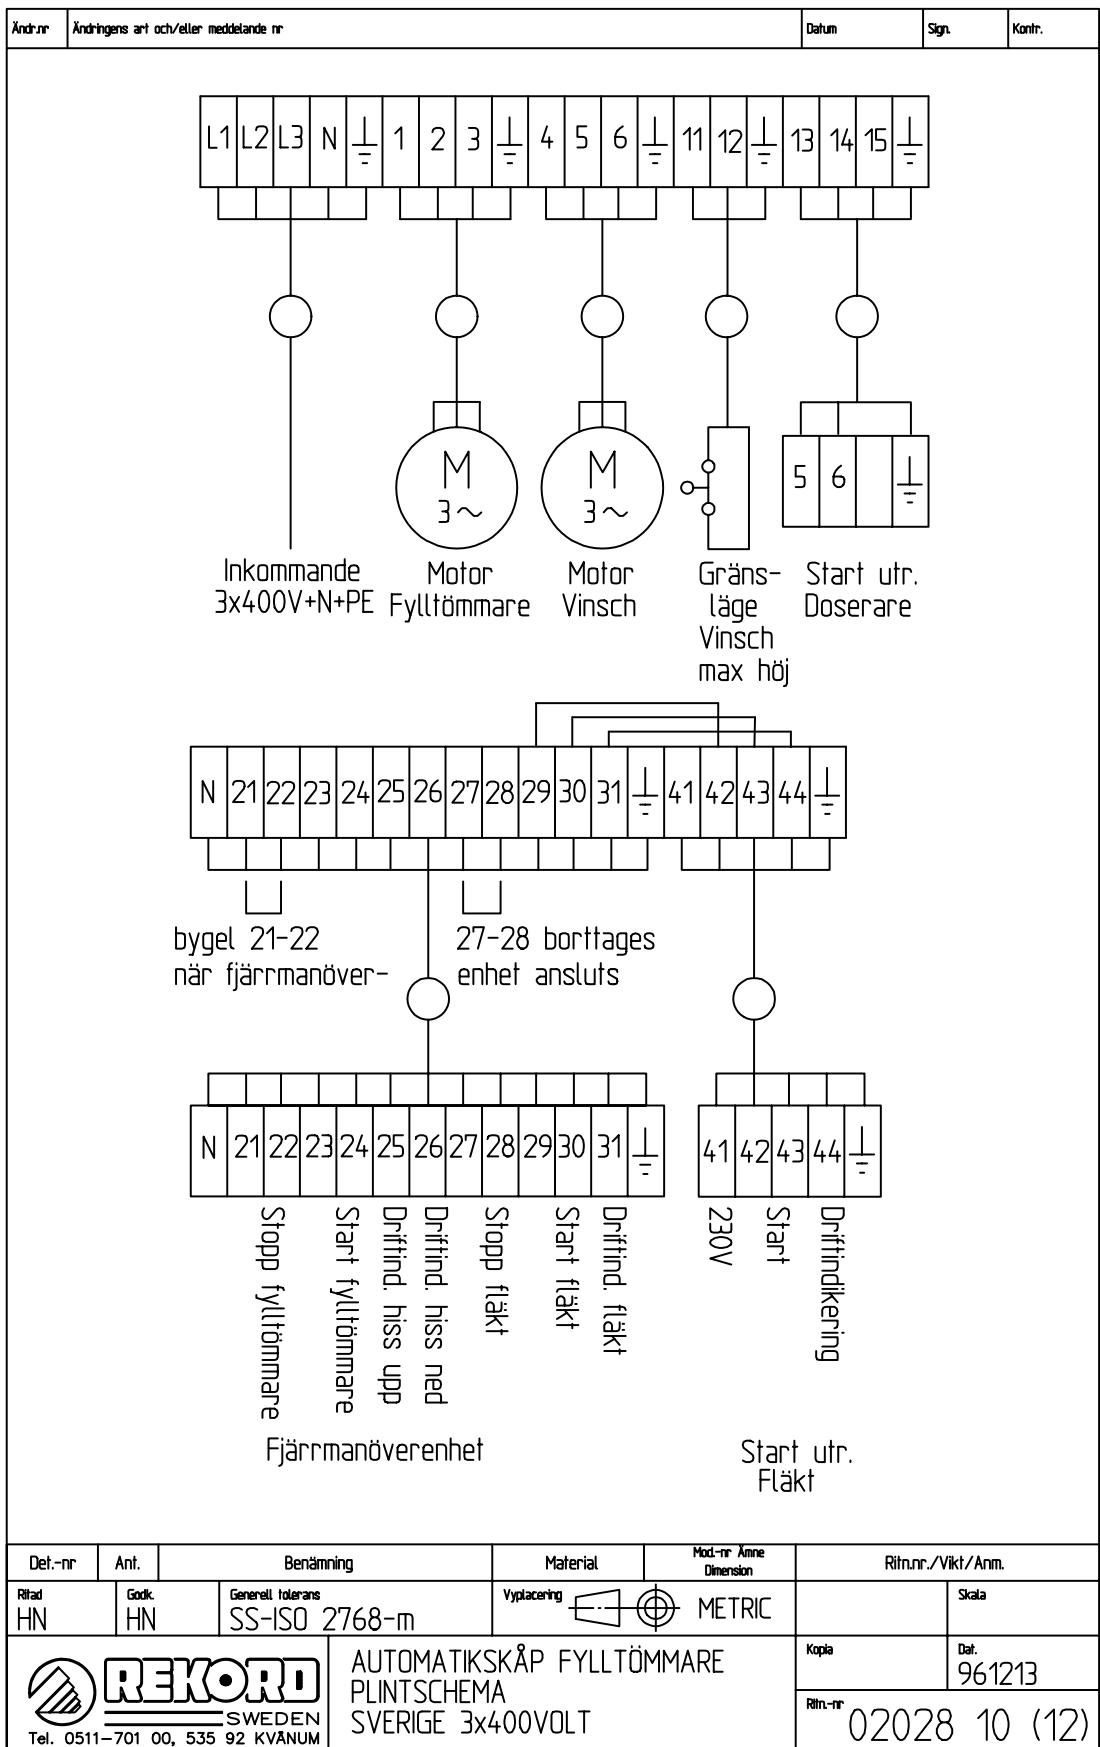 Ändr.nr Ändringens art och/eller meddelande nr Datum Sign. Kontr.
L1 L2 L3 N 1 2 3 4 5 6 11 12 13 14 15
M 3~
M 3~
5 6
Inkommande
3x400V+N+PE
Motor
Fylltömmare
Motor
Vinsch
Gräns-
läge
Vinsch
max höj
Start utr.
Doserare
N 21 22 23 24 25 26 27 28 29 30 31 41 42 43 44
bygel 21-22 27-28 borttages
när fjärrmanöver- enhet ansluts
N 21 22 23 24 25 26 27 28 29 30 31
41 42 43 44
Stopp fylltömmare
Start fylltömmare
Driftind. hiss upp
Driftind. hiss ned
Stopp fläkt
Start fläkt
Driftind. fläkt
230V
Start
Driftindikering
Fjärrmanöverenhet
Start utr.
Fläkt
Det.-nr Ant. Benämning Material Mod.-nr Ämne Dimension Ritn.nr./Vikt/Anm.
Ritad
HN
Godk.
HN
Generell tolerans
SS-ISO 2768-m
Vyplacering
METRIC
Skala
REKORD
SWEDEN
Tel. 0511-701 00, 535 92 KVÄNUM
AUTOMATIKSKÅP FYLLTÖMMARE
PLINTSCHEMA
SVERIGE 3x400VOLT
Kopia
Dat.
961213
Ritn.-nr
02028 10 (12)